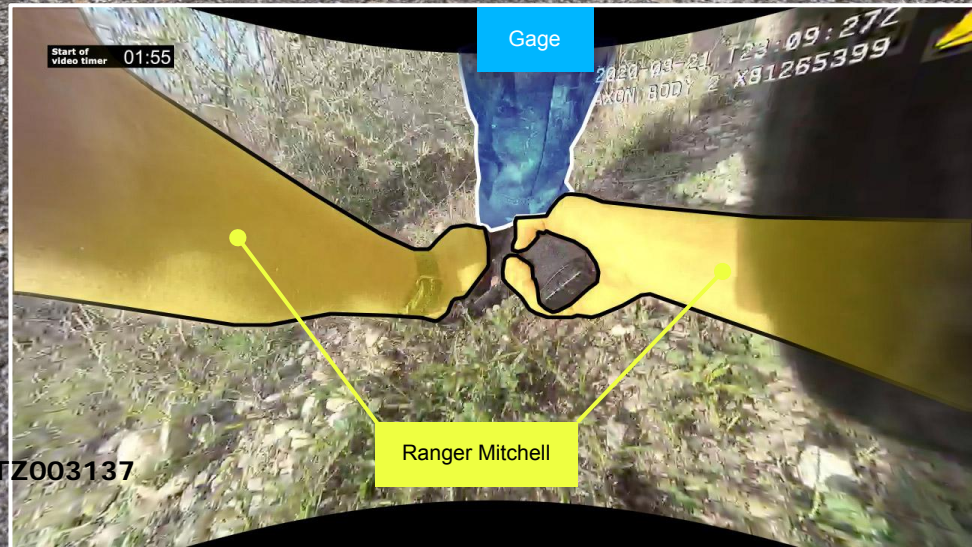 Gage
Start of
video timer 01:55
2020-09-21 T23:09:27Z
AXON BODY 2 X81265399
Ranger Mitchell
TZ003137